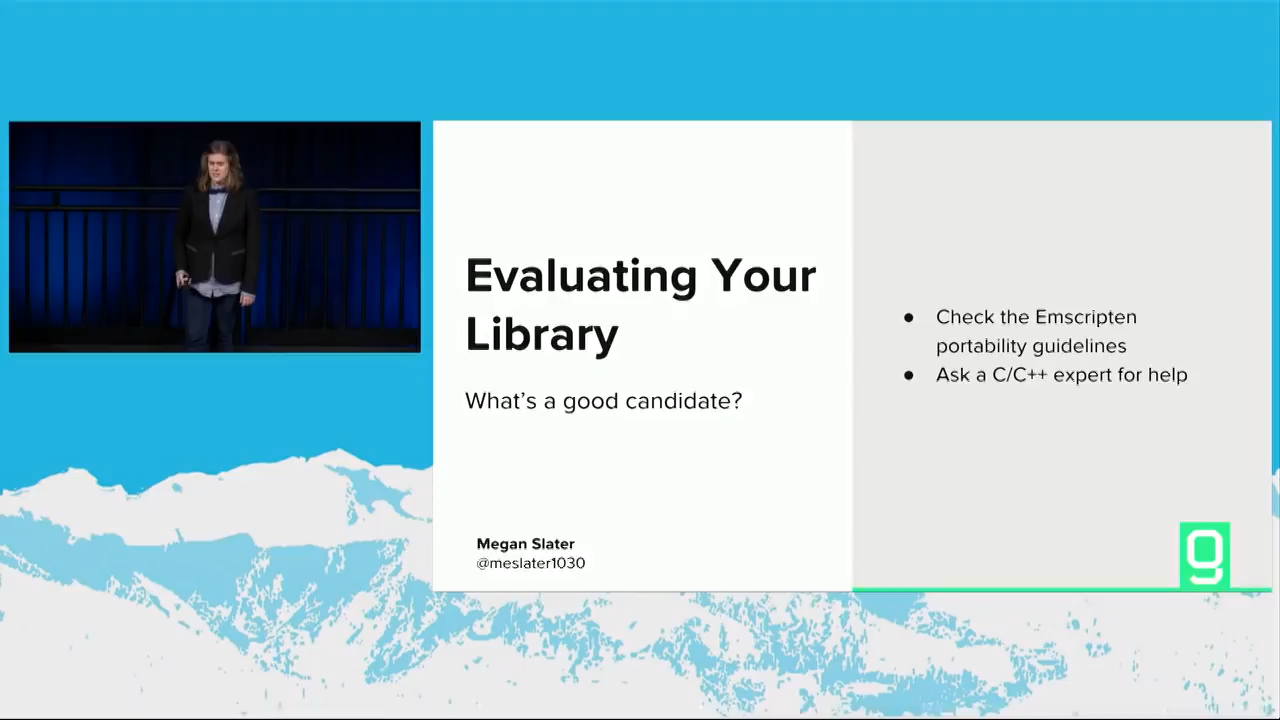 Evaluating Your
Library
What's a good candidate?
Megan Slater
@meslater1030
● Check the Emscripten
portability guidelines
● Ask a C/C++ expert for help
g